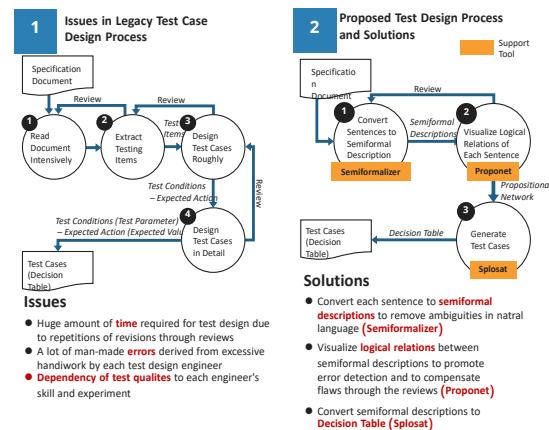 1
Issues in Legacy Test Case
Design Process
Specification
Document
Review
Review
1
Read
Document
Intensively
2
Extract
Testing
Items
Test
Items
3
Design
Test Cases
Roughly
Test Conditions
– Expected Action
Review
Test Conditions (Test Parameter)
– Expected Action (Expected Valu
4
Design
Test Cases
in Detail
Test Cases
(Decision
Table)
Issues
● Huge amount of time required for test design due
to repetitions of revisions through reviews
● A lot of man-made errors derived from excessive
handiwork by each test design engineer
● Dependency of test qualites to each engineer's
skill and experiment
2
Proposed Test Design Process
and Solutions
Support
Tool
Specificatio
n
Document
Review
1
Convert
Sentences to
Semiformal
Description
Semiformalizer
Semiformal
Descriptions
2
Visualize Logical
Relations of
Each Sentence
Proponet
Propositiona
Network
3
Generate
Test Cases
Splosat
Decision Table
Test Cases
(Decision
Table)
Solutions
● Convert each sentence to semiformal
descriptions to remove ambiguities in natral
language (Semiformalizer)
● Visualize logical relations between
semiformal descriptions to promote
error detection and to compensate
flaws through the reviews (Proponet)
● Convert semiformal descriptions to
Decision Table (Splosat)